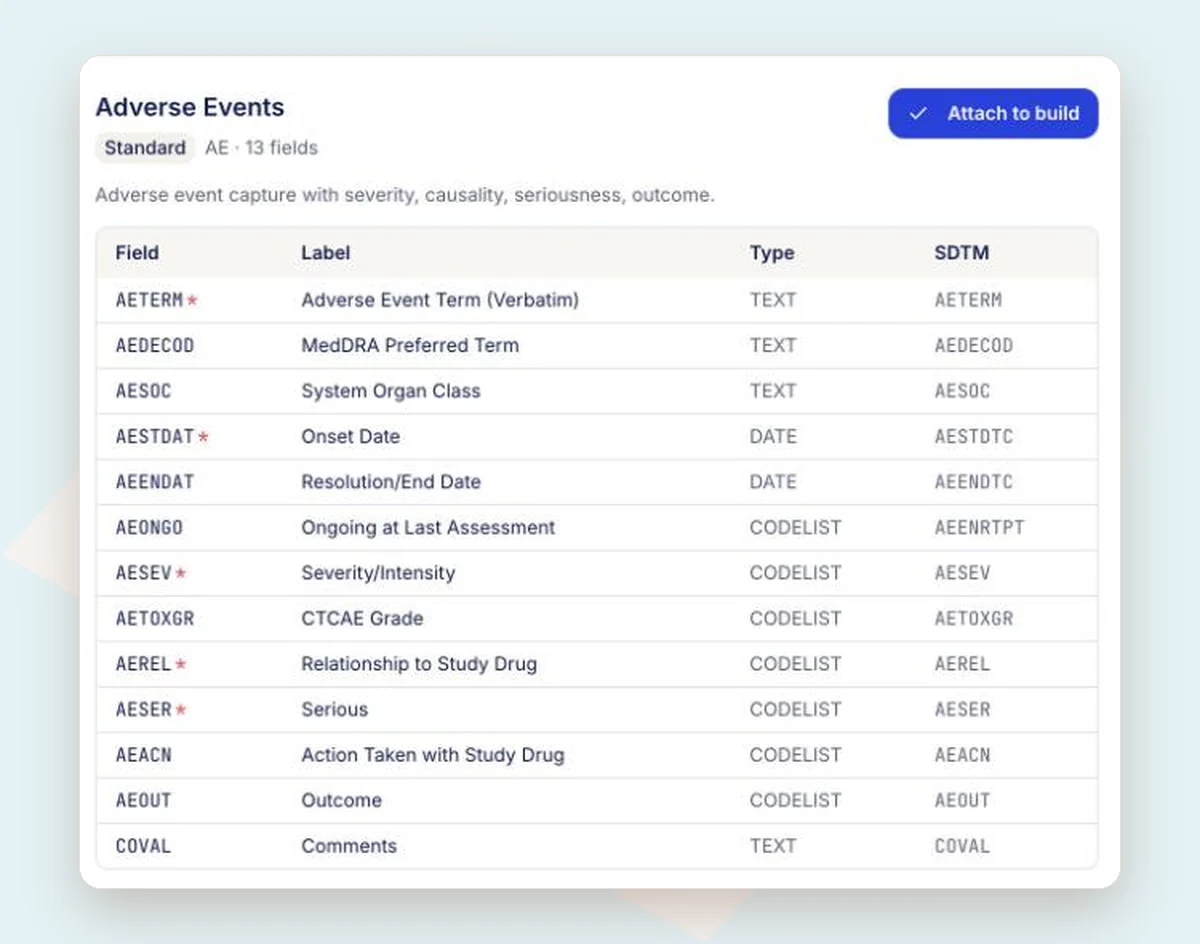 Adverse Events
✓ Attach to build
Standard AE · 13 fields
Adverse event capture with severity, causality, seriousness, outcome.
Field Label Type SDTM
AETERM* Adverse Event Term (Verbatim) TEXT AETERM
AEDECOD MedDRA Preferred Term TEXT AEDECOD
AESOC System Organ Class TEXT AESOC
AESTDAT* Onset Date DATE AESTDTC
AEENDAT Resolution/End Date DATE AEENDTC
AEONGO Ongoing at Last Assessment CODELIST AEENRTPT
AESEV* Severity/Intensity CODELIST AESEV
AETOXGR CTCAE Grade CODELIST AETOXGR
AEREL* Relationship to Study Drug CODELIST AEREL
AESER* Serious CODELIST AESER
AEACN Action Taken with Study Drug CODELIST AEACN
AEOUT Outcome CODELIST AEOUT
COVAL Comments TEXT COVAL